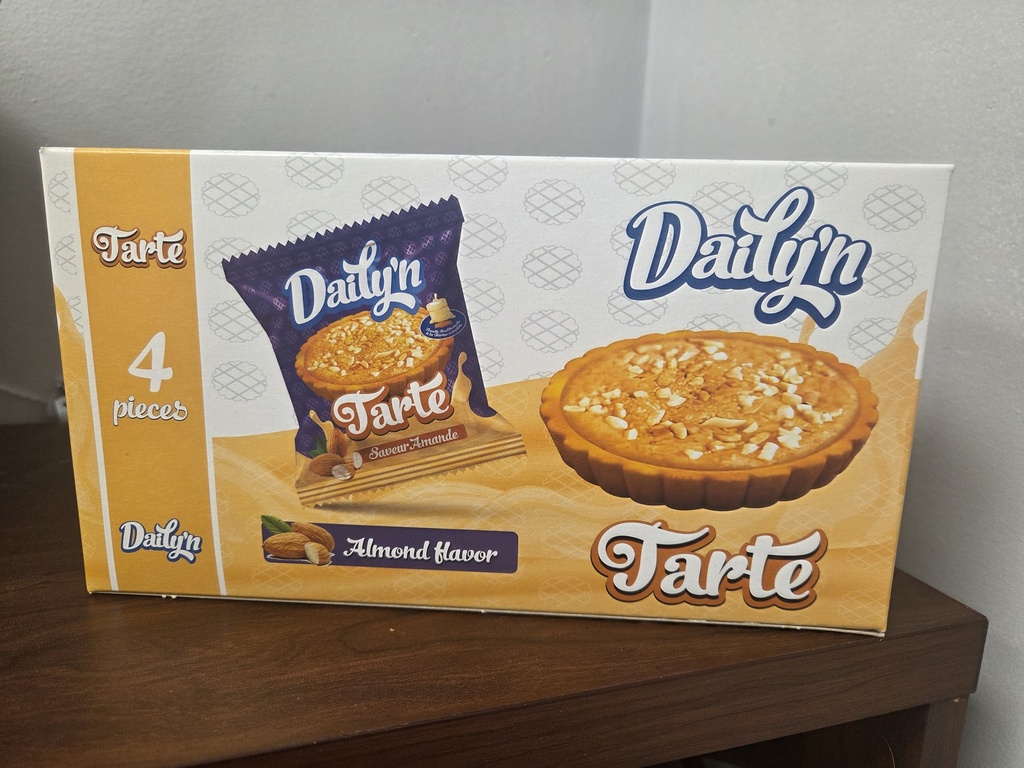 Tarte
4
pieces
Daily'n
Daily'n
Tarte
Saveur Amande
Almond flavor
Daily'n
Tarte